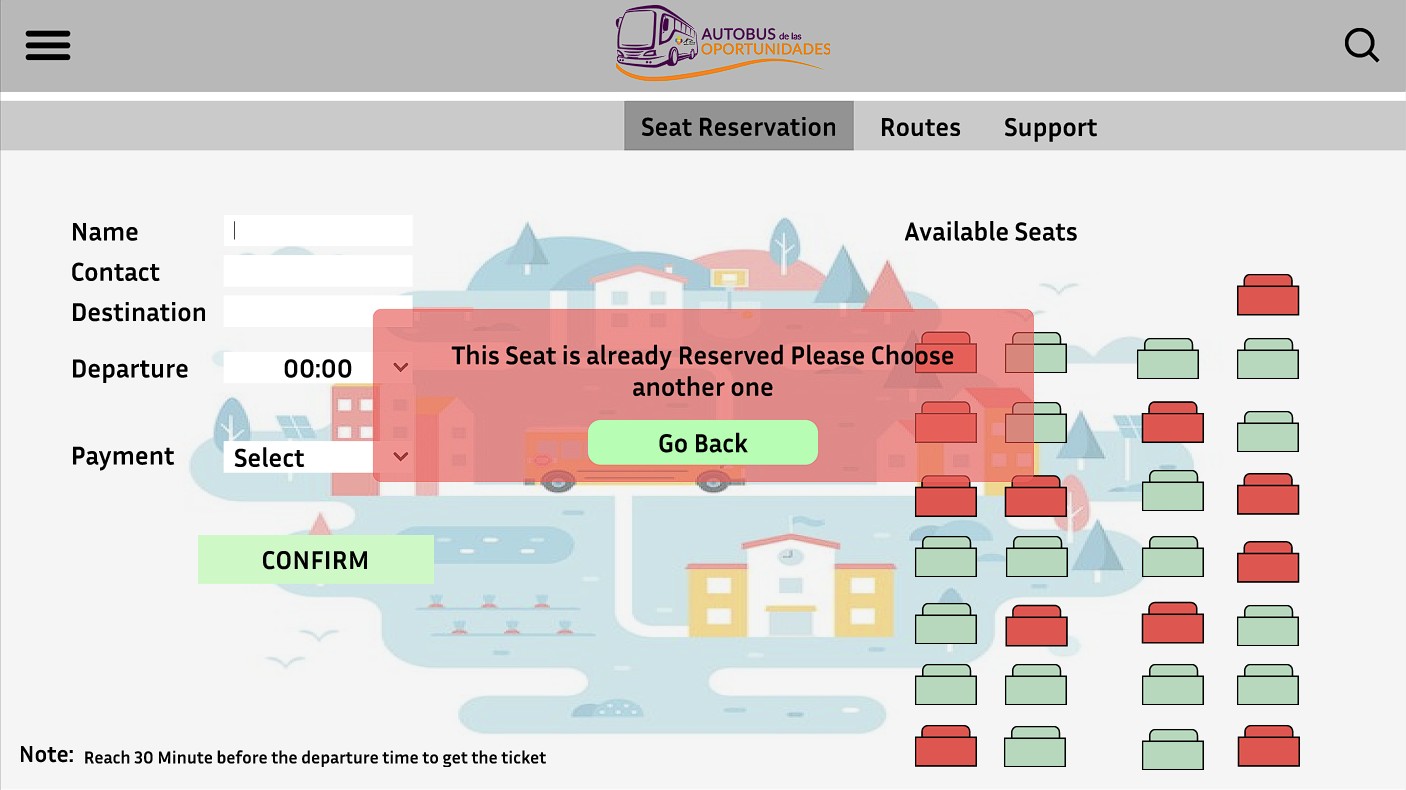 AUTOBUS de las
OPORTUNIDADES
Seat Reservation
Routes
Support
Name
Contact
Destination
Departure
00:00
Payment
Select
CONFIRM
Available Seats
This Seat is already Reserved Please Choose
another one
Go Back
Note: Reach 30 Minute before the departure time to get the ticket